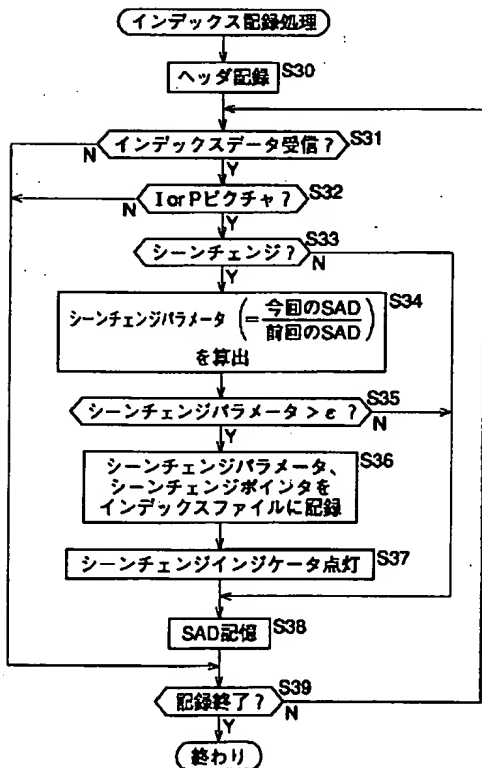 インデックス記録処理
ヘッダ記録 S30
インデックスデータ受信? S31
N
Y
I or Pピクチャ? S32
N
Y
シーンチェンジ? S33
N
Y
シーンチェンジパラメータ (= 今回のSAD S34
前回のSAD )
を算出
シーンチェンジパラメータ > ε ? S35
N
Y
シーンチェンジパラメータ、 S36
シーンチェンジポインタを
インデックスファイルに記録
シーンチェンジインジケータ点灯 S37
SAD記憶 S38
記録終了? S39
N
Y
終わり